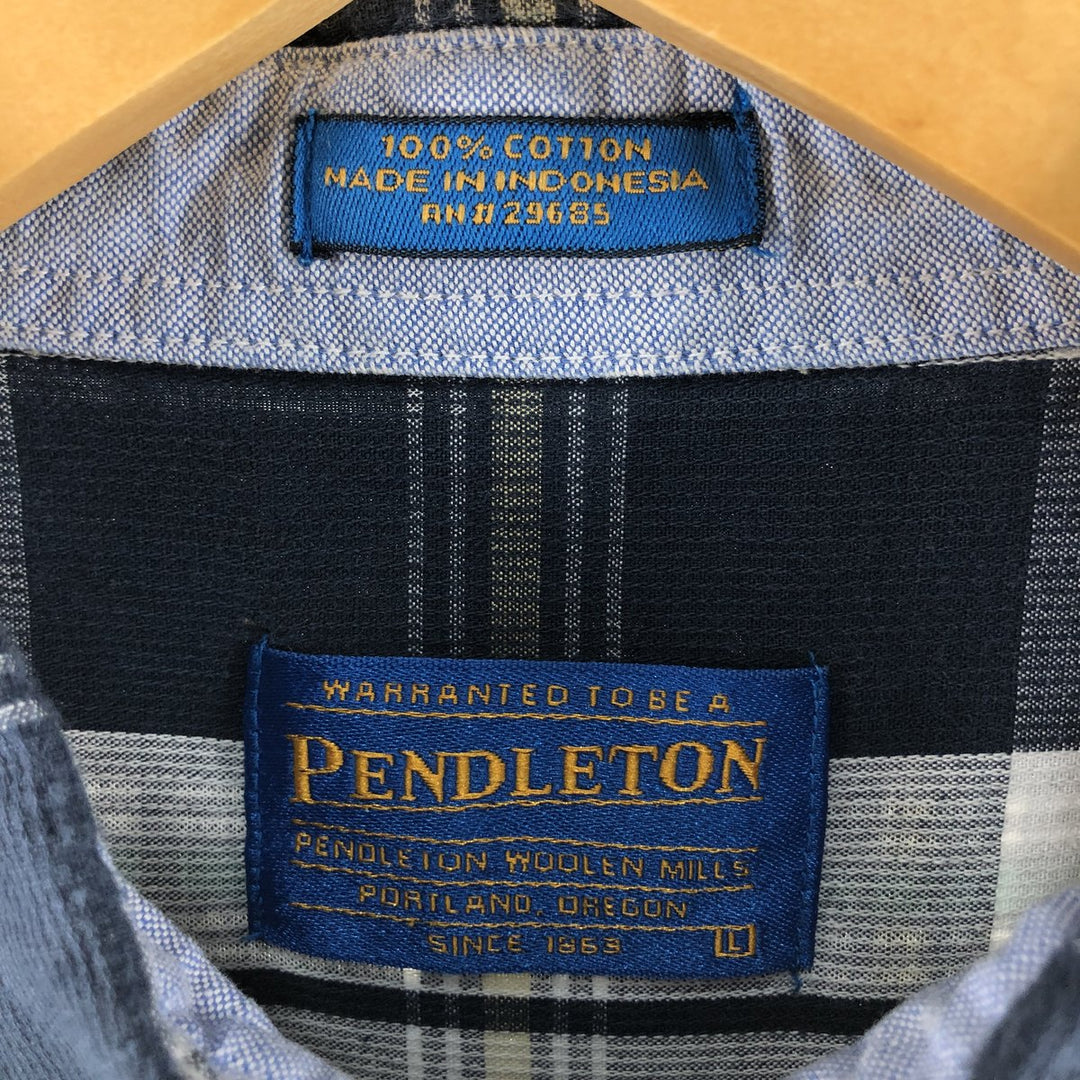 100% COTTON
MADE IN INDONESIA
RN# 29685
WARRANTED TO BE A
PENDLETON
PENDLETON WOOLEN MILLS
PORTLAND, OREGON
SINCE 1863
L